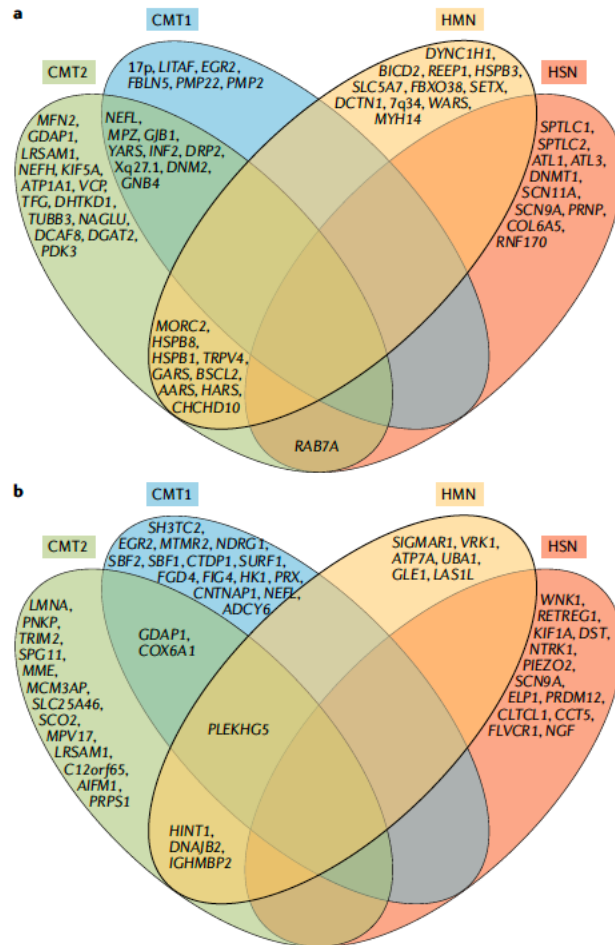 a
CMT1
HMN
CMT2
HSN
17p, LITAF, EGR2,
FBLN5, PMP22, PMP2
DYNC1H1,
BICD2, REEP1, HSPB3,
SLC5A7, FBXO38, SETX,
DCTN1, 7q34, WARS,
MYH14
MFN2,
GDAP1,
LRSAM1,
NEFH, KIF5A,
ATP1A1, VCP,
TFG, DHTKD1,
TUBB3, NAGLU,
DCAF8, DGAT2,
PDK3
NEFL,
MPZ, GJB1,
YARS, INF2, DRP2,
Xq27.1, DNM2,
GNB4
SPTLC1,
SPTLC2,
ATL1, ATL3,
DNMT1,
SCN11A,
SCN9A, PRNP,
COL6A5,
RNF170
MORC2,
HSPB8,
HSPB1, TRPV4,
GARS, BSCL2,
AARS, HARS,
CHCHD10
RAB7A
b
CMT1
HMN
CMT2
HSN
SH3TC2,
EGR2, MTMR2, NDRG1,
SBF2, SBF1, CTDP1, SURF1,
FGD4, FIG4, HK1, PRX,
CNTNAP1, NEFL,
ADCY6
SIGMAR1, VRK1,
ATP7A, UBA1,
GLE1, LAS1L
LMNA,
PNKP,
TRIM2,
SPG11,
MME,
MCM3AP,
SLC25A46,
SCO2,
MPV17,
LRSAM1,
C12orf65,
AIFM1,
PRPS1
GDAP1,
COX6A1
WNK1,
RETREG1,
KIF1A, DST,
NTRK1,
PIEZO2,
SCN9A,
ELP1, PRDM12,
CLTCL1, CCT5,
FLVCR1, NGF
PLEKHG5
HINT1,
DNAJB2,
IGHMBP2